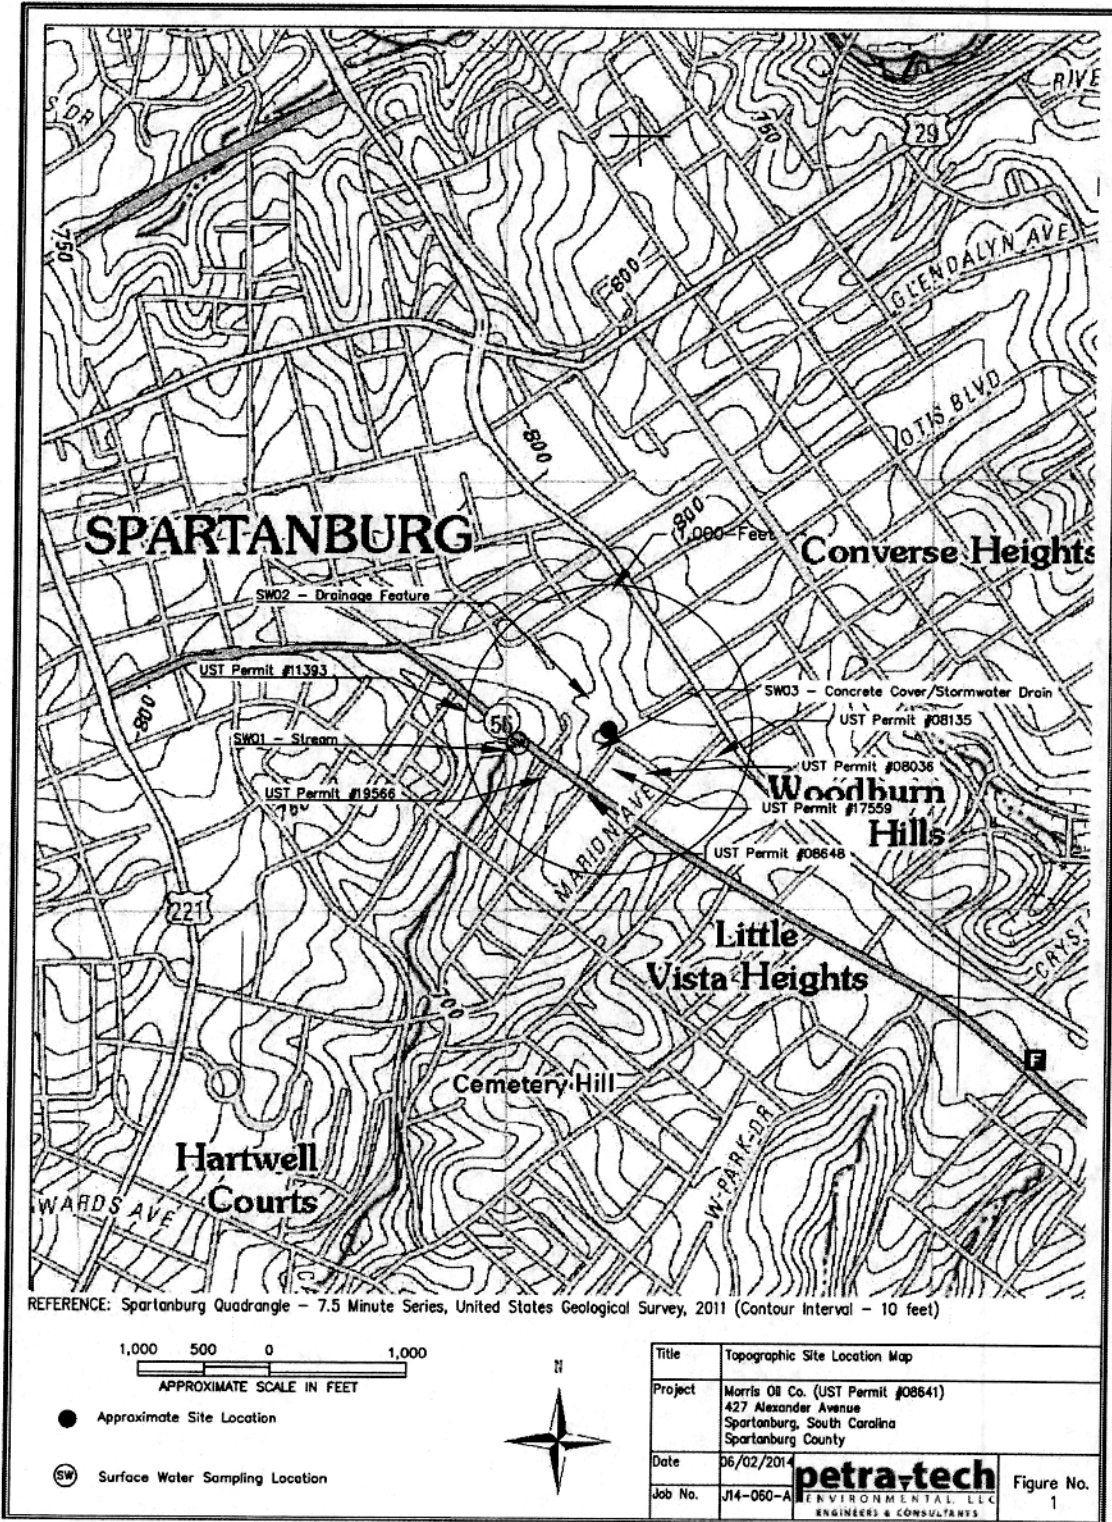 S DR
RIVE
29
750
750
GLENDALYN AVE
800
OTIS BLVD
800
800
1,000-Feet
SPARTANBURG
Converse Heights
SW02 - Drainage Feature
UST Permit #11393
SW03 - Concrete Cover/Stormwater Drain
800
UST Permit #08135
56
SW01 - Stream
SW
UST Permit #08036
UST Permit #19566
Woodburn
Hills
760
UST Permit #17559
MARION AVE
UST Permit #08648
221
Little
Vista Heights
CRYST
700
F
Cemetery Hill
W PARK DR
Hartwell
Courts
WARDS AVE
REFERENCE: Spartanburg Quadrangle - 7.5 Minute Series, United States Geological Survey, 2011 (Contour Interval - 10 feet)
1,000 500 0 1,000
APPROXIMATE SCALE IN FEET
Approximate Site Location
SW Surface Water Sampling Location
N
Title Topographic Site Location Map
Project Morris Oil Co. (UST Permit #08641)
427 Alexander Avenue
Spartanburg, South Carolina
Spartanburg County
Date 06/02/2014
Job No. J14-060-A
petra-tech
ENVIRONMENTAL, LLC
ENGINEERS & CONSULTANTS
Figure No.
1